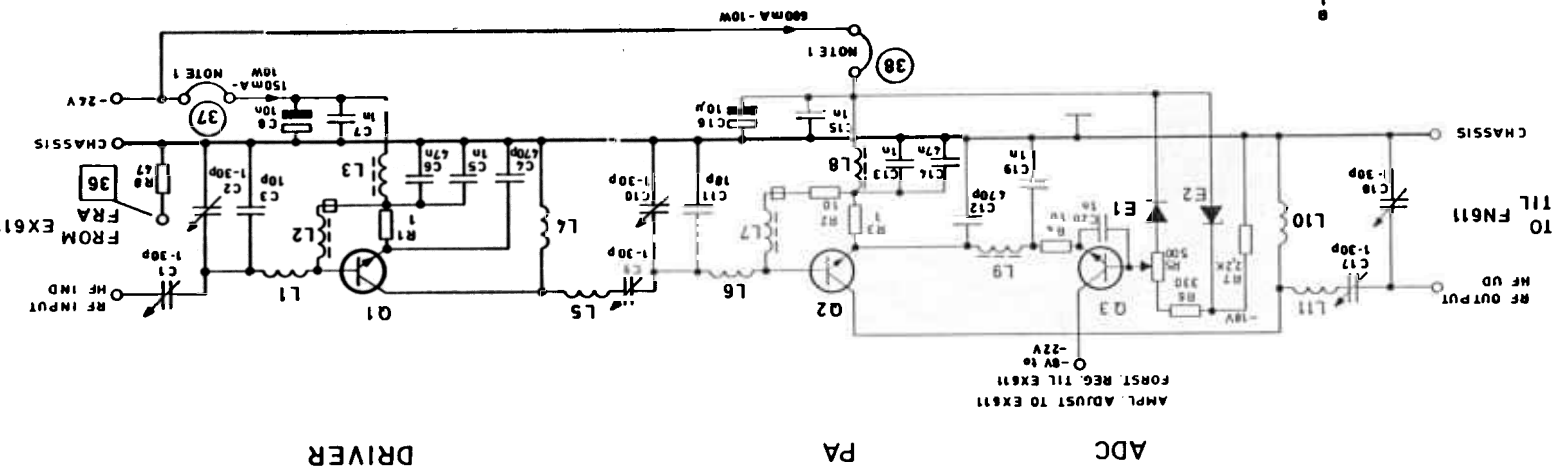 ADC
PA
DRIVER
AMPL. ADJUST TO EX611
FORST. REG. TIL EX611
-8V to
-22V
RF OUTPUT
HF UD
L11
C17
1-30p
-18V
R6
330
R7
2,2K
R5
500
Q3
L9
Q2
L6
L5
1-30p
Q1
L1
C1
1-30p
RF INPUT
HF IND
TO
TIL
FN611
C18
1-30p
L10
E2
E1
C19
1n
C12
470p
R3
1
R2
10
L7
C11
18p
C10
1-30p
L4
C4
470p
C5
1n
C6
47n
R1
1
L2
L3
C3
10p
C2
1-30p
R8
47
36
FROM
FRA
EX61
CHASSIS
C14
47n
C13
1n
L8
C15
1n
C16
10µ
CHASSIS
C7
1n
C8
10n
37
38
NOTE 1
150mA-
10W
NOTE 1
-24V
600mA-10W